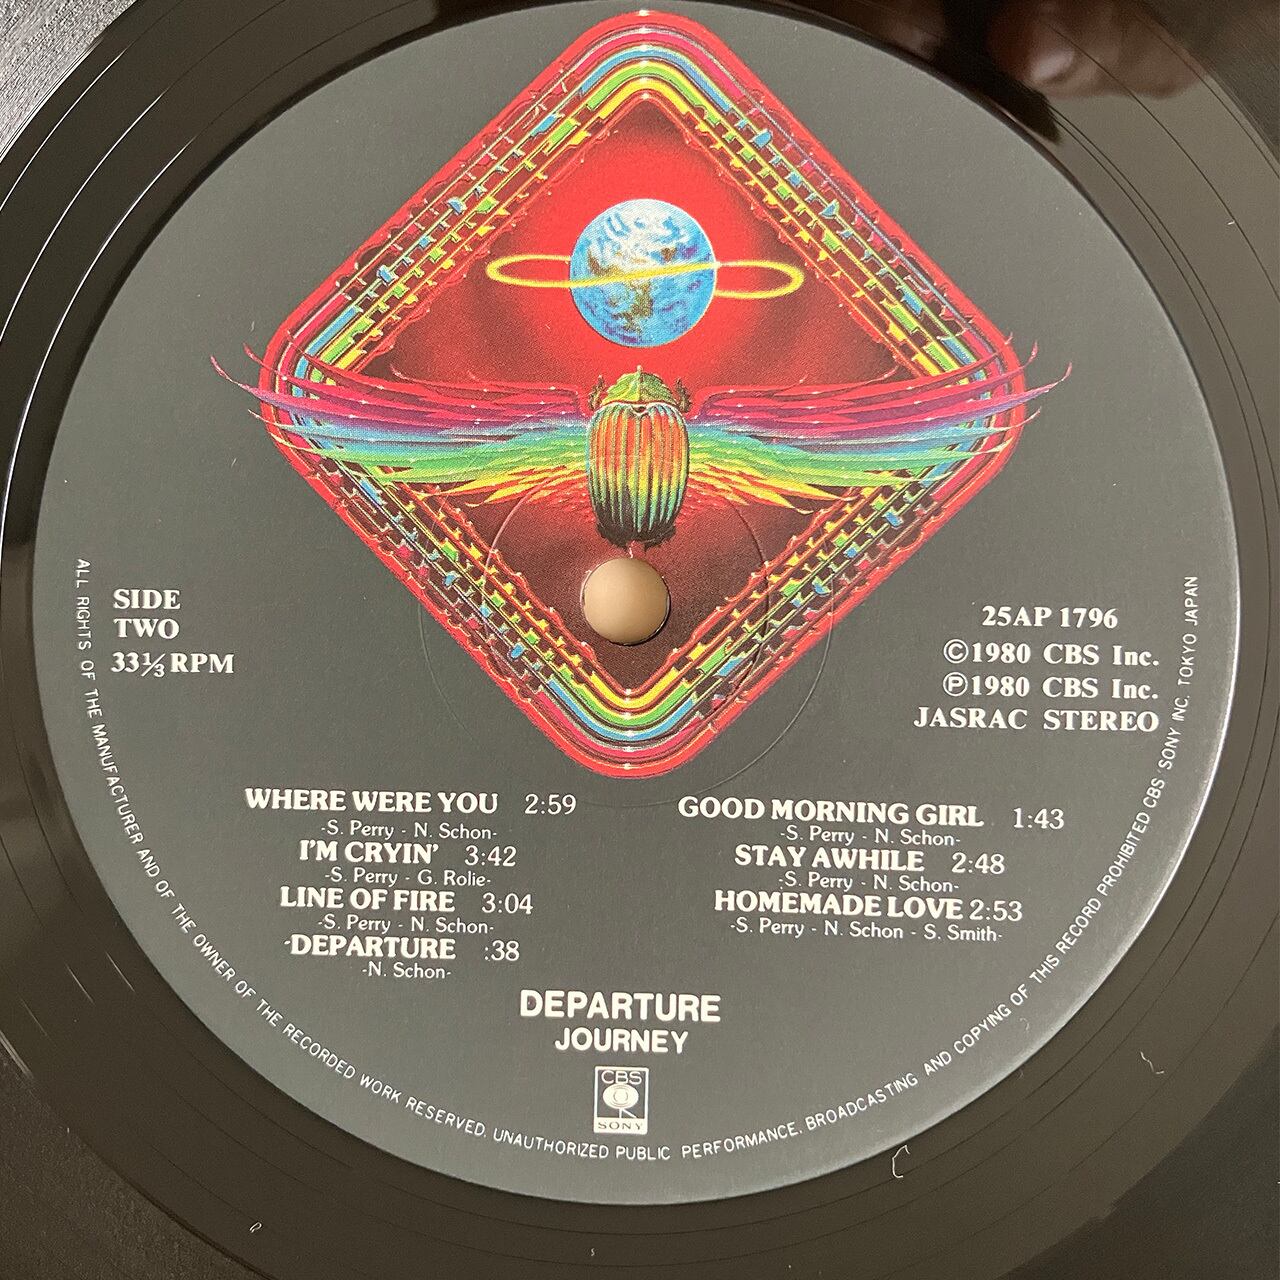 SIDE
TWO
33⅓ RPM
25AP 1796
©1980 CBS Inc.
℗1980 CBS Inc.
JASRAC STEREO
WHERE WERE YOU 2:59
-S. Perry - N. Schon-
I'M CRYIN' 3:42
-S. Perry - G. Rolie-
LINE OF FIRE 3:04
-S. Perry - N. Schon-
-DEPARTURE :38
-N. Schon-
GOOD MORNING GIRL 1:43
-S. Perry - N. Schon-
STAY AWHILE 2:48
-S. Perry - N. Schon-
HOMEMADE LOVE 2:53
-S. Perry - N. Schon - S. Smith-
DEPARTURE
JOURNEY
CBS
SONY
ALL RIGHTS OF THE MANUFACTURER AND OF THE OWNER OF THE RECORDED WORK RESERVED. UNAUTHORIZED PUBLIC PERFORMANCE. BROADCASTING AND COPYING OF THIS RECORD PROHIBITED CBS SONY INC. TOKYO JAPAN